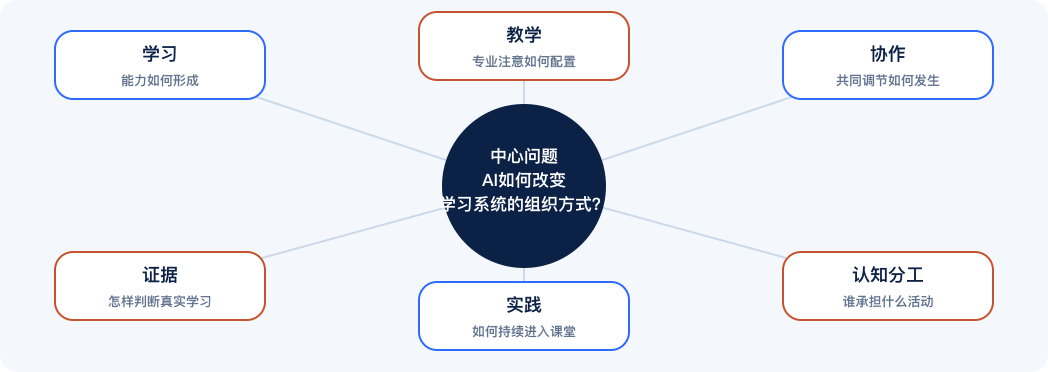 学习
能力如何形成
教学
专业注意如何配置
协作
共同调节如何发生
中心问题
AI如何改变
学习系统的组织方式?
证据
怎样判断真实学习
实践
如何持续进入课堂
认知分工
谁承担什么活动